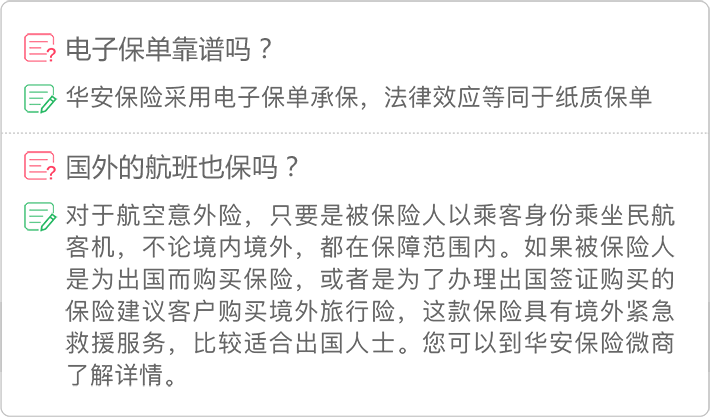 电子保单靠谱吗？
华安保险采用电子保单承保，法律效应等同于纸质保单
国外的航班也保吗？
对于航空意外险，只要是被保险人以乘客身份乘坐民航
客机，不论境内境外，都在保障范围内。如果被保险人
是为出国而购买保险，或者是为了办理出国签证购买的
保险建议客户购买境外旅行险，这款保险具有境外紧急
救援服务，比较适合出国人士。您可以到华安保险微商
了解详情。